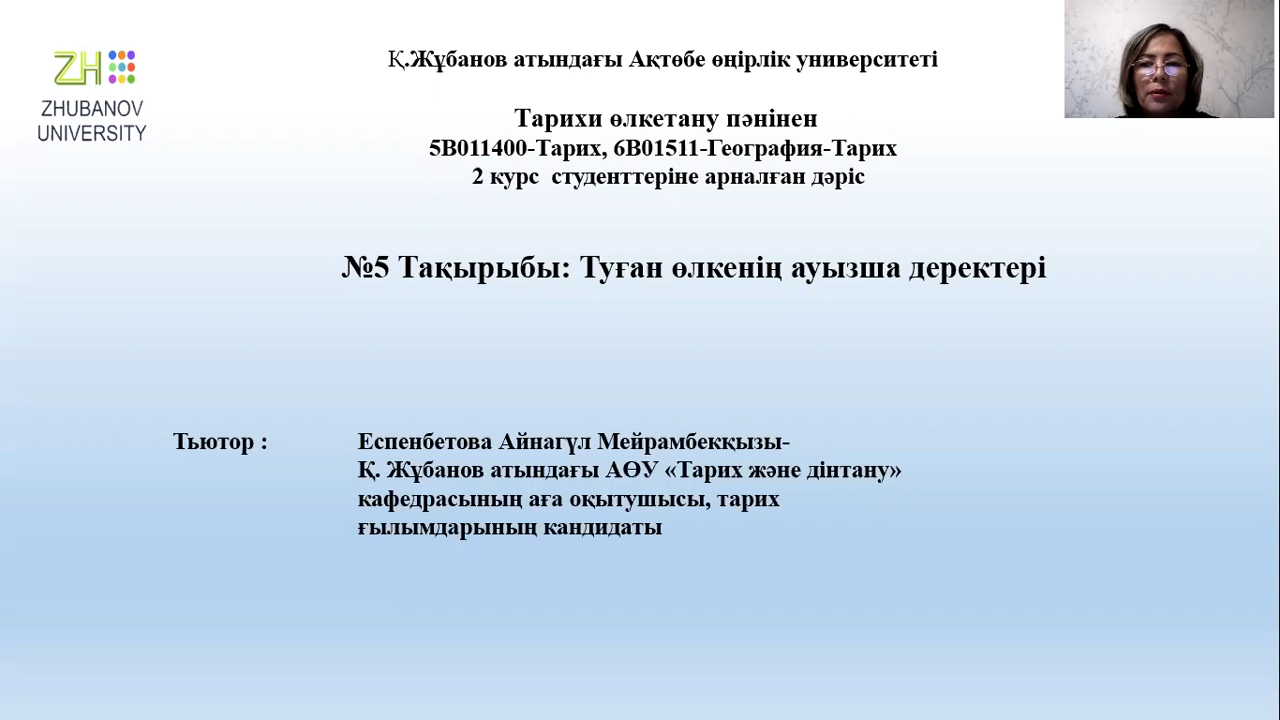 ZH
ZHUBANOV
UNIVERSITY
Қ.Жұбанов атындағы Ақтөбе өңірлік университеті
Тарихи өлкетану пәнінен
5В011400-Тарих, 6В01511-География-Тарих
2 курс студенттеріне арналған дәріс
№5 Тақырыбы: Туған өлкенің ауызша деректері
Тьютор : Еспенбетова Айнагүл Мейрамбекқызы-
Қ. Жұбанов атындағы АӨУ «Тарих және дінтану»
кафедрасының аға оқытушысы, тарих
ғылымдарының кандидаты